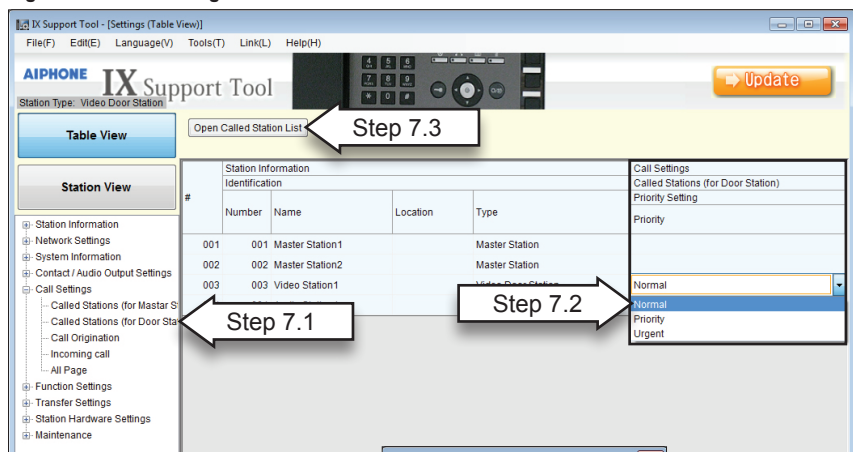 IX Support Tool - [Settings (Table View)]
File(F) Edit(E) Language(V) Tools(T) Link(L) Help(H)
AIPHONE IX Support Tool
Station Type: Video Door Station
Update
Table View
Open Called Station List
Step 7.3
Station View
# Station Information Call Settings
Identification Called Stations (for Door Station)
Priority Setting
Number Name Location Type Priority
001 001 Master Station1 Master Station
002 002 Master Station2 Master Station
003 003 Video Station1 Video Door Station Normal
Normal
Priority
Urgent
Step 7.2
Station Information
Network Settings
System Information
Contact / Audio Output Settings
Call Settings
Called Stations (for Mastar S
Called Stations (for Door Sta
Step 7.1
Call Origination
Incoming call
All Page
Function Settings
Transfer Settings
Station Hardware Settings
Maintenance